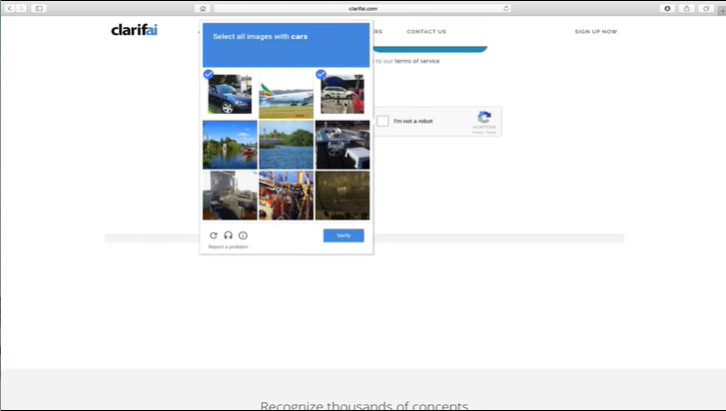 clarifai.com
clarifai
CONTACT US
SIGN UP NOW
Select all images with cars
to our terms of service
I'm not a robot
reCAPTCHA
Privacy - Terms
Verify
Report a problem
Recognize thousands of concepts